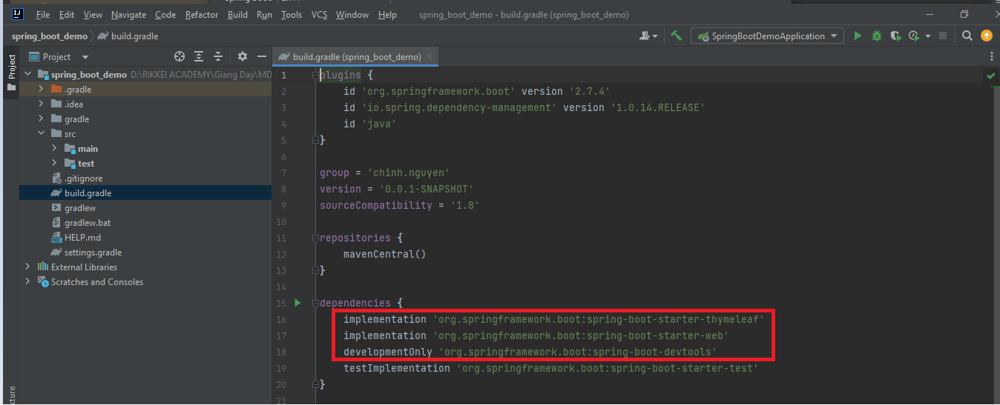 File Edit View Navigate Code Refactor Build Run Tools VCS Window Help spring_boot_demo - build.gradle (spring_boot_demo)
spring_boot_demo build.gradle SpringBootDemoApplication
Project
Project
build.gradle (spring_boot_demo)
spring_boot_demo D:\RIKKEI ACADEMY\Giang Day\MD
.gradle
.idea
gradle
src
main
test
.gitignore
build.gradle
gradlew
gradlew.bat
HELP.md
settings.gradle
External Libraries
Scratches and Consoles
1 plugins {
2 id 'org.springframework.boot' version '2.7.4'
3 id 'io.spring.dependency-management' version '1.0.14.RELEASE'
4 id 'java'
5 }
6
7 group = 'chinh.nguyen'
8 version = '0.0.1-SNAPSHOT'
9 sourceCompatibility = '1.8'
10
11 repositories {
12 mavenCentral()
13 }
14
15 dependencies {
16 implementation 'org.springframework.boot:spring-boot-starter-thymeleaf'
17 implementation 'org.springframework.boot:spring-boot-starter-web'
18 developmentOnly 'org.springframework.boot:spring-boot-devtools'
19 testImplementation 'org.springframework.boot:spring-boot-starter-test'
20 }
21